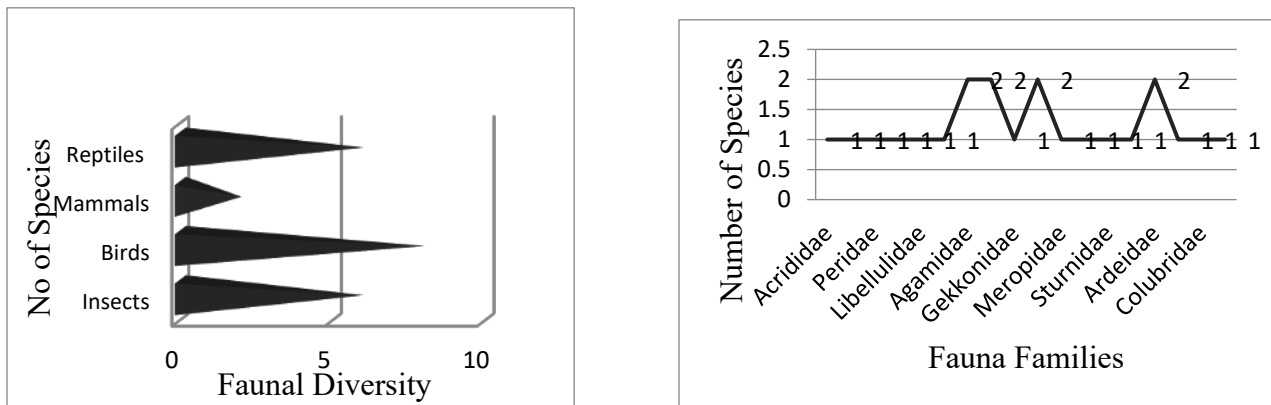 No of Species
Reptiles
Mammals
Birds
Insects
0 5 10
Faunal Diversity
Number of Species
2.5
2
1.5
1
0.5
0
1 1 1 1 1 1 2 2 1 2 1 1 1 1 2 1 1 1
Acrididae
Peridae
Libellulidae
Agamidae
Gekkonidae
Meropidae
Sturnidae
Ardeidae
Colubridae
Fauna Families